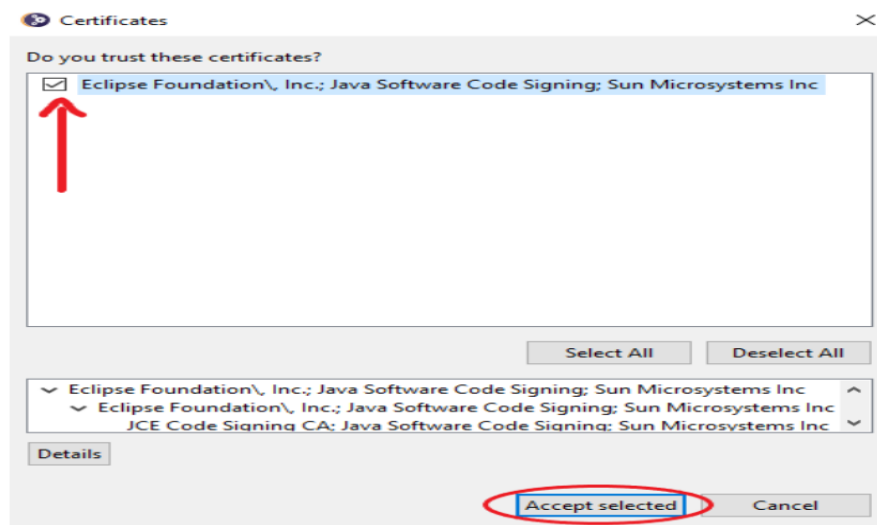 Certificates
Do you trust these certificates?
Eclipse Foundation\, Inc.; Java Software Code Signing; Sun Microsystems Inc
Select All
Deselect All
Eclipse Foundation\, Inc.; Java Software Code Signing; Sun Microsystems Inc
Eclipse Foundation\, Inc.; Java Software Code Signing; Sun Microsystems Inc
JCE Code Signing CA; Java Software Code Signing; Sun Microsystems Inc
Details
Accept selected
Cancel